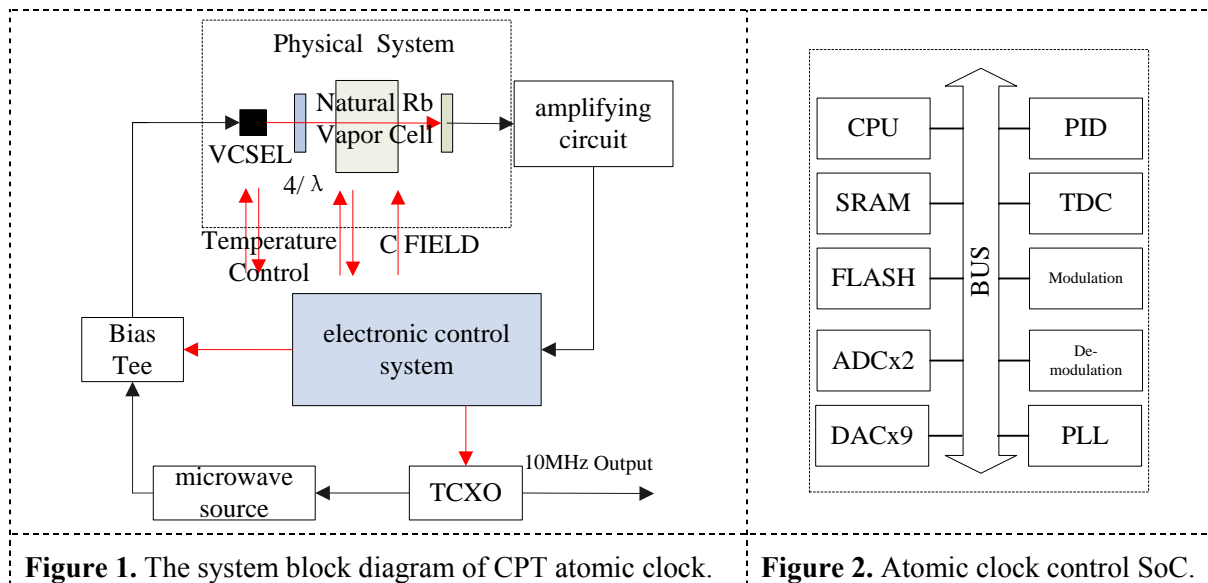 Physical System
Natural Rb
Vapor Cell
VCSEL
4/ λ
amplifying
circuit
Temperature
Control
C FIELD
Bias
Tee
electronic control
system
microwave
source
TCXO
10MHz Output
Figure 1. The system block diagram of CPT atomic clock.
CPU
PID
SRAM
TDC
FLASH
Modulation
BUS
ADCx2
De-
modulation
DACx9
PLL
Figure 2. Atomic clock control SoC.